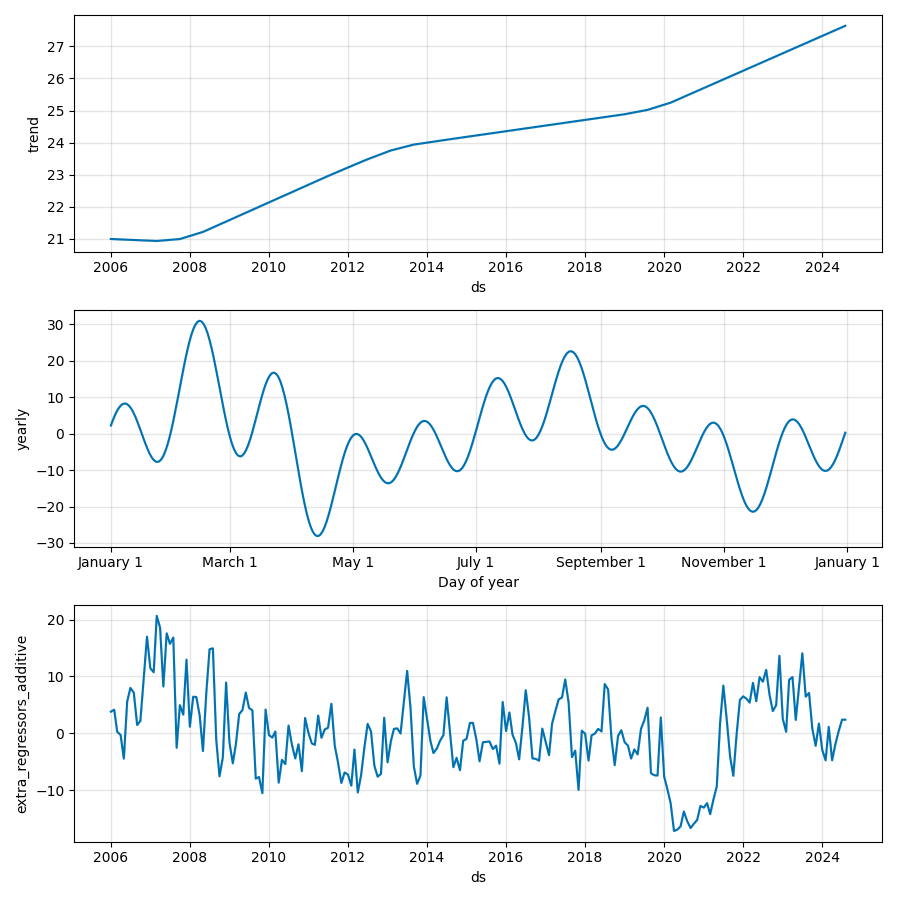 27
26
25
24
23
22
21
trend
2006 2008 2010 2012 2014 2016 2018 2020 2022 2024
ds
30
20
10
0
−10
−20
−30
yearly
January 1 March 1 May 1 July 1 September 1 November 1 January 1
Day of year
20
10
0
−10
extra_regressors_additive
2006 2008 2010 2012 2014 2016 2018 2020 2022 2024
ds